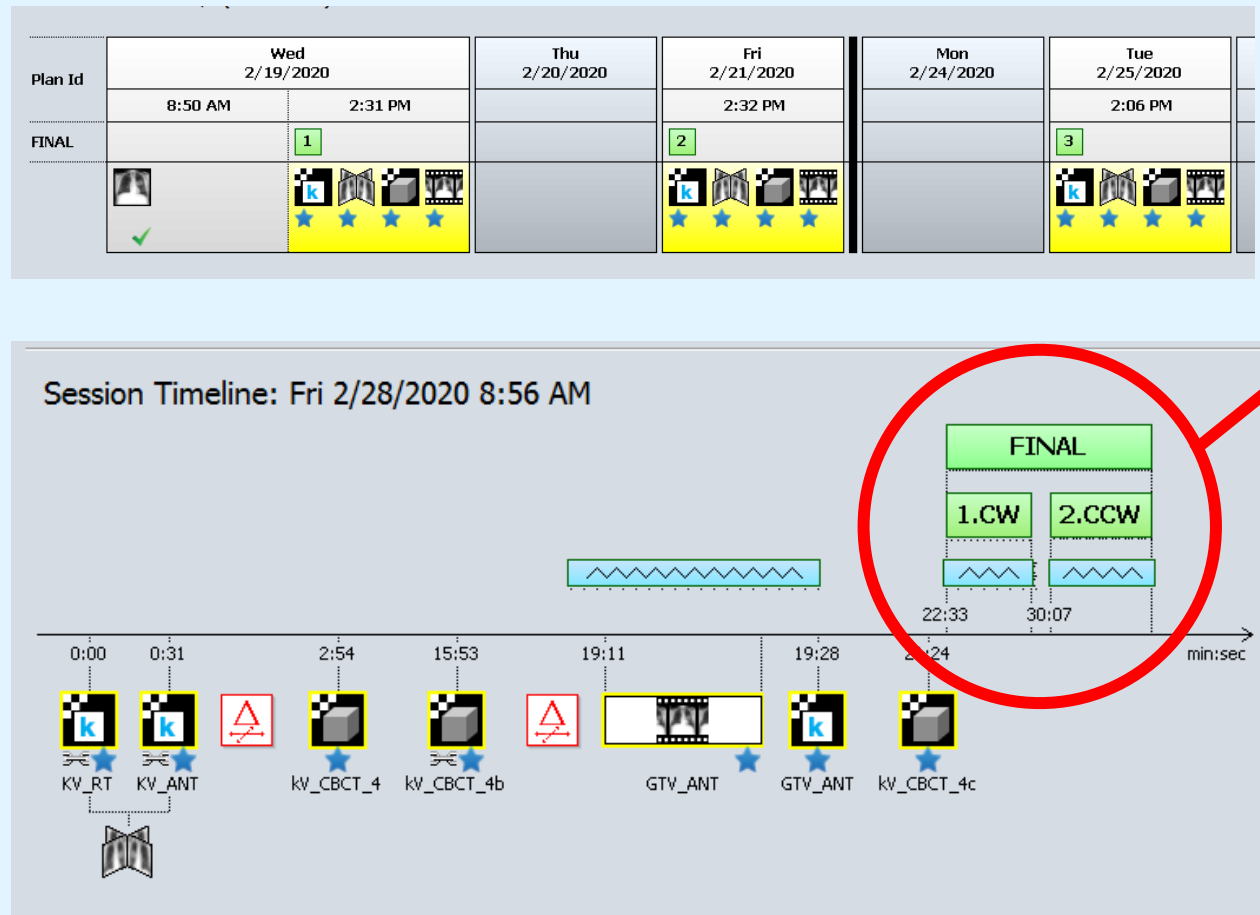 Plan Id
Wed
2/19/2020
Thu
2/20/2020
Fri
2/21/2020
Mon
2/24/2020
Tue
2/25/2020
8:50 AM
2:31 PM
2:32 PM
2:06 PM
FINAL
1
2
3
k
k
k
Session Timeline: Fri 2/28/2020 8:56 AM
FINAL
1.CW
2.CCW
22:33
30:07
0:00
0:31
2:54
15:53
19:11
19:28
min:sec
k
k
k
KV_RT
KV_ANT
kV_CBCT_4
kV_CBCT_4b
GTV_ANT
GTV_ANT
kV_CBCT_4c